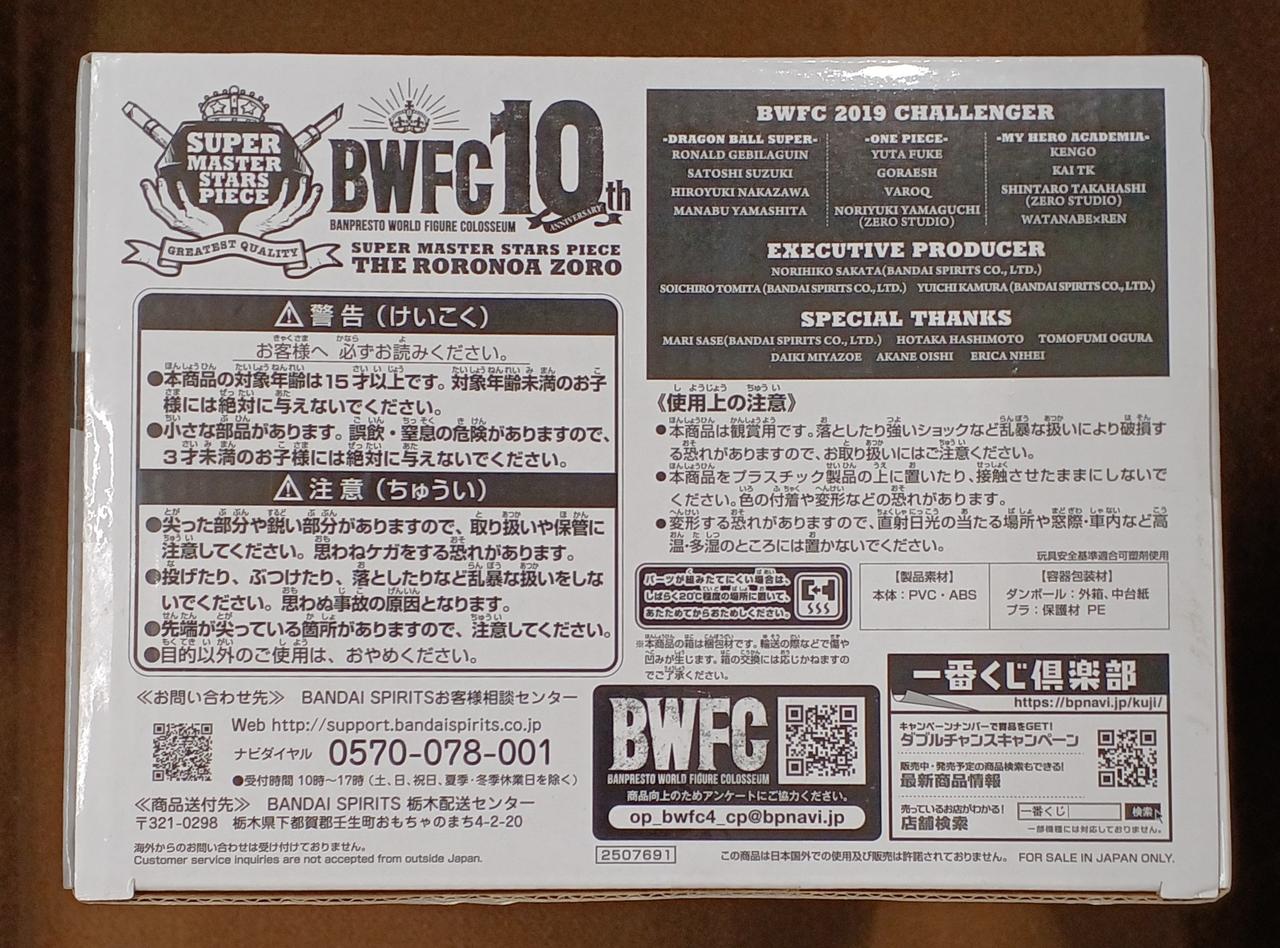 SUPER
MASTER
STARS
PIECE
GREATEST QUALITY
BWFC10th
ANNIVERSARY
BANPRESTO WORLD FIGURE COLOSSEUM
SUPER MASTER STARS PIECE
THE RORONOA ZORO
警告（けいこく）
お客様へ 必ずお読みください。
●本商品の対象年齢は15才以上です。対象年齢未満のお子
様には絶対に与えないでください。
●小さな部品があります。誤飲・窒息の危険がありますので、
3才未満のお子様には絶対に与えないでください。
注意（ちゅうい）
●尖った部分や鋭い部分がありますので、取り扱いや保管に
注意してください。思わぬケガをする恐れがあります。
●投げたり、ぶつけたり、落としたりなど乱暴な扱いをしな
いでください。思わぬ事故の原因となります。
●先端が尖っている箇所がありますので、注意してください。
●目的以外のご使用は、おやめください。
≪お問い合わせ先≫ BANDAI SPIRITSお客様相談センター
Web http://support.bandaispirits.co.jp
ナビダイヤル 0570-078-001
●受付時間 10時〜17時（土、日、祝日、夏季・冬季休業日を除く）
≪商品送付先≫ BANDAI SPIRITS 栃木配送センター
〒321-0298 栃木県下都賀郡壬生町おもちゃのまち4-2-20
海外からのお問い合わせは受け付けておりません。
Customer service inquiries are not accepted from outside Japan.
BWFC 2019 CHALLENGER
-DRAGON BALL SUPER-
RONALD GEBILAGUIN
SATOSHI SUZUKI
HIROYUKI NAKAZAWA
MANABU YAMASHITA
-ONE PIECE-
YUTA FUKE
GORAESH
VAROQ
NORIYUKI YAMAGUCHI
(ZERO STUDIO)
-MY HERO ACADEMIA-
KENGO
KAI TK
SHINTARO TAKAHASHI
(ZERO STUDIO)
WATANABE×REN
EXECUTIVE PRODUCER
NORIHIKO SAKATA(BANDAI SPIRITS CO., LTD.)
SOICHIRO TOMITA (BANDAI SPIRITS CO., LTD.) YUICHI KAMURA (BANDAI SPIRITS CO., LTD.)
SPECIAL THANKS
MARI SASE(BANDAI SPIRITS CO., LTD.) HOTAKA HASHIMOTO TOMOFUMI OGURA
DAIKI MIYAZOE AKANE OISHI ERICA NIHEI
《使用上の注意》
●本商品は観賞用です。落としたり強いショックなど乱暴な扱いにより破損す
る恐れがありますので、お取り扱いにはご注意ください。
●本商品をプラスチック製品の上に置いたり、接触させたままにしないで
ください。色の付着や変形などの恐れがあります。
●変形する恐れがありますので、直射日光の当たる場所や窓際・車内など高
温・多湿のところには置かないでください。
玩具安全基準適合可塑剤使用
パーツが組みたてにくい場合は、
しばらく20℃程度の場所に置いて、
あたためてからおためしください。
【製品素材】
本体：PVC・ABS
【容器包装材】
ダンボール：外箱、中台紙
プラ：保護材 PE
※本商品の箱は梱包材です。輸送の際などで傷や
凹みが生じます。箱の交換には応じかねますの
でご了承ください。
BWFC
BANPRESTO WORLD FIGURE COLOSSEUM
商品向上のためアンケートにご協力ください。
op_bwfc4_cp@bpnavi.jp
一番くじ倶楽部
https://bpnavi.jp/kuji/
キャンペーンナンバーで賞品をGET!
ダブルチャンスキャンペーン
販売中・発売予定の商品検索もできる!
最新商品情報
売っているお店がわかる!
店舗検索
一番くじ 検索
一部機種には対応しておりません。
2507691
この商品は日本国外での使用及び販売は許諾されておりません。 FOR SALE IN JAPAN ONLY.